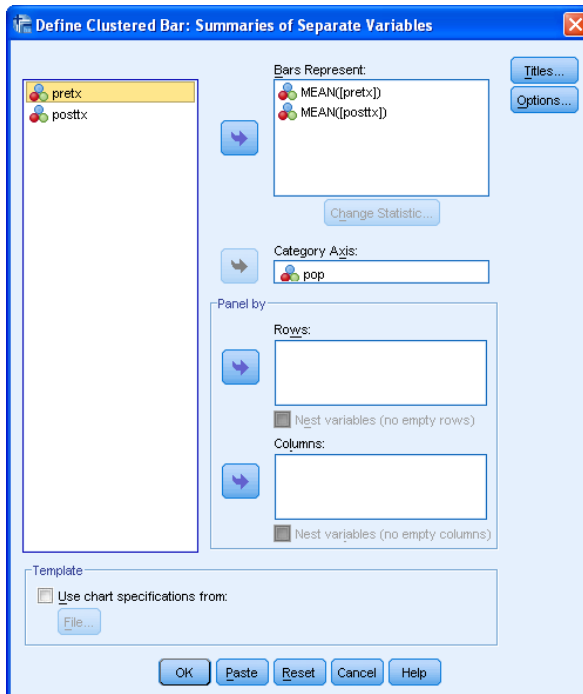 Define Clustered Bar: Summaries of Separate Variables
pretx
posttx
Bars Represent:
MEAN([pretx])
MEAN([posttx])
Change Statistic...
Category Axis:
pop
Panel by
Rows:
Nest variables (no empty rows)
Columns:
Nest variables (no empty columns)
Titles...
Options...
Template
Use chart specifications from:
File...
OK Paste Reset Cancel Help